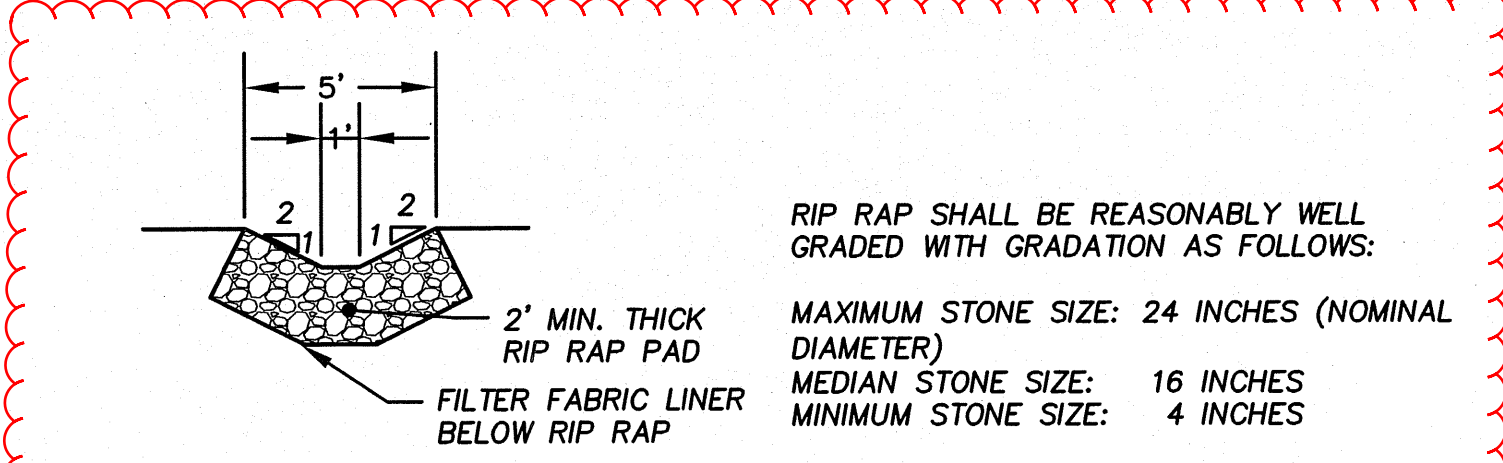 5'
1'
2
1
2
1
2' MIN. THICK
RIP RAP PAD
FILTER FABRIC LINER
BELOW RIP RAP
RIP RAP SHALL BE REASONABLY WELL
GRADED WITH GRADATION AS FOLLOWS:
MAXIMUM STONE SIZE: 24 INCHES (NOMINAL
DIAMETER)
MEDIAN STONE SIZE: 16 INCHES
MINIMUM STONE SIZE: 4 INCHES